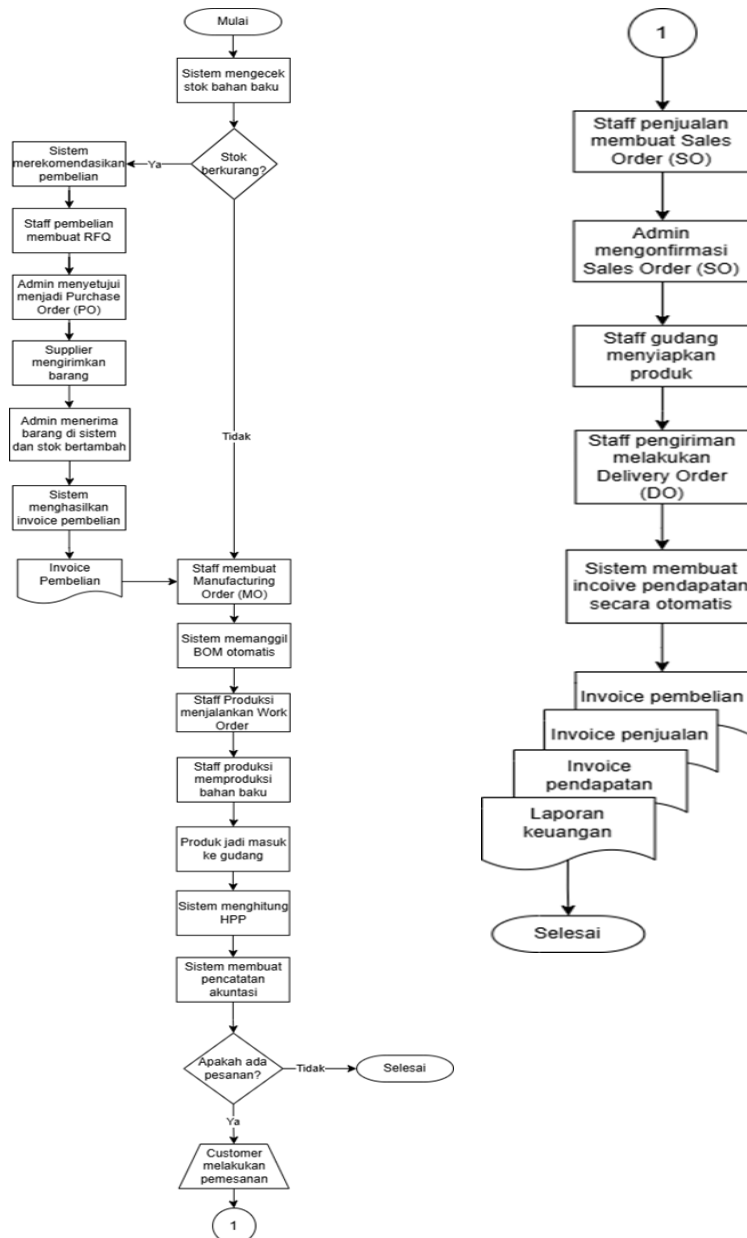 Mulai
Sistem mengecek
stok bahan baku
Stok
berkurang?
Ya
Sistem
merekomendasikan
pembelian
Staff pembelian
membuat RFQ
Admin menyetujui
menjadi Purchase
Order (PO)
Supplier
mengirimkan
barang
Admin menerima
barang di sistem
dan stok bertambah
Sistem
menghasilkan
invoice pembelian
Invoice
Pembelian
Tidak
Staff membuat
Manufacturing
Order (MO)
Sistem memanggil
BOM otomatis
Staff Produksi
menjalankan Work
Order
Staff produksi
memproduksi
bahan baku
Produk jadi masuk
ke gudang
Sistem menghitung
HPP
Sistem membuat
pencatatan
akuntasi
Apakah ada
pesanan?
Tidak
Selesai
Ya
Customer
melakukan
pemesanan
1
1
Staff penjualan
membuat Sales
Order (SO)
Admin
mengonfirmasi
Sales Order (SO)
Staff gudang
menyiapkan
produk
Staff pengiriman
melakukan
Delivery Order
(DO)
Sistem membuat
incoive pendapatan
secara otomatis
Invoice pembelian
Invoice penjualan
Invoice
pendapatan
Laporan
keuangan
Selesai